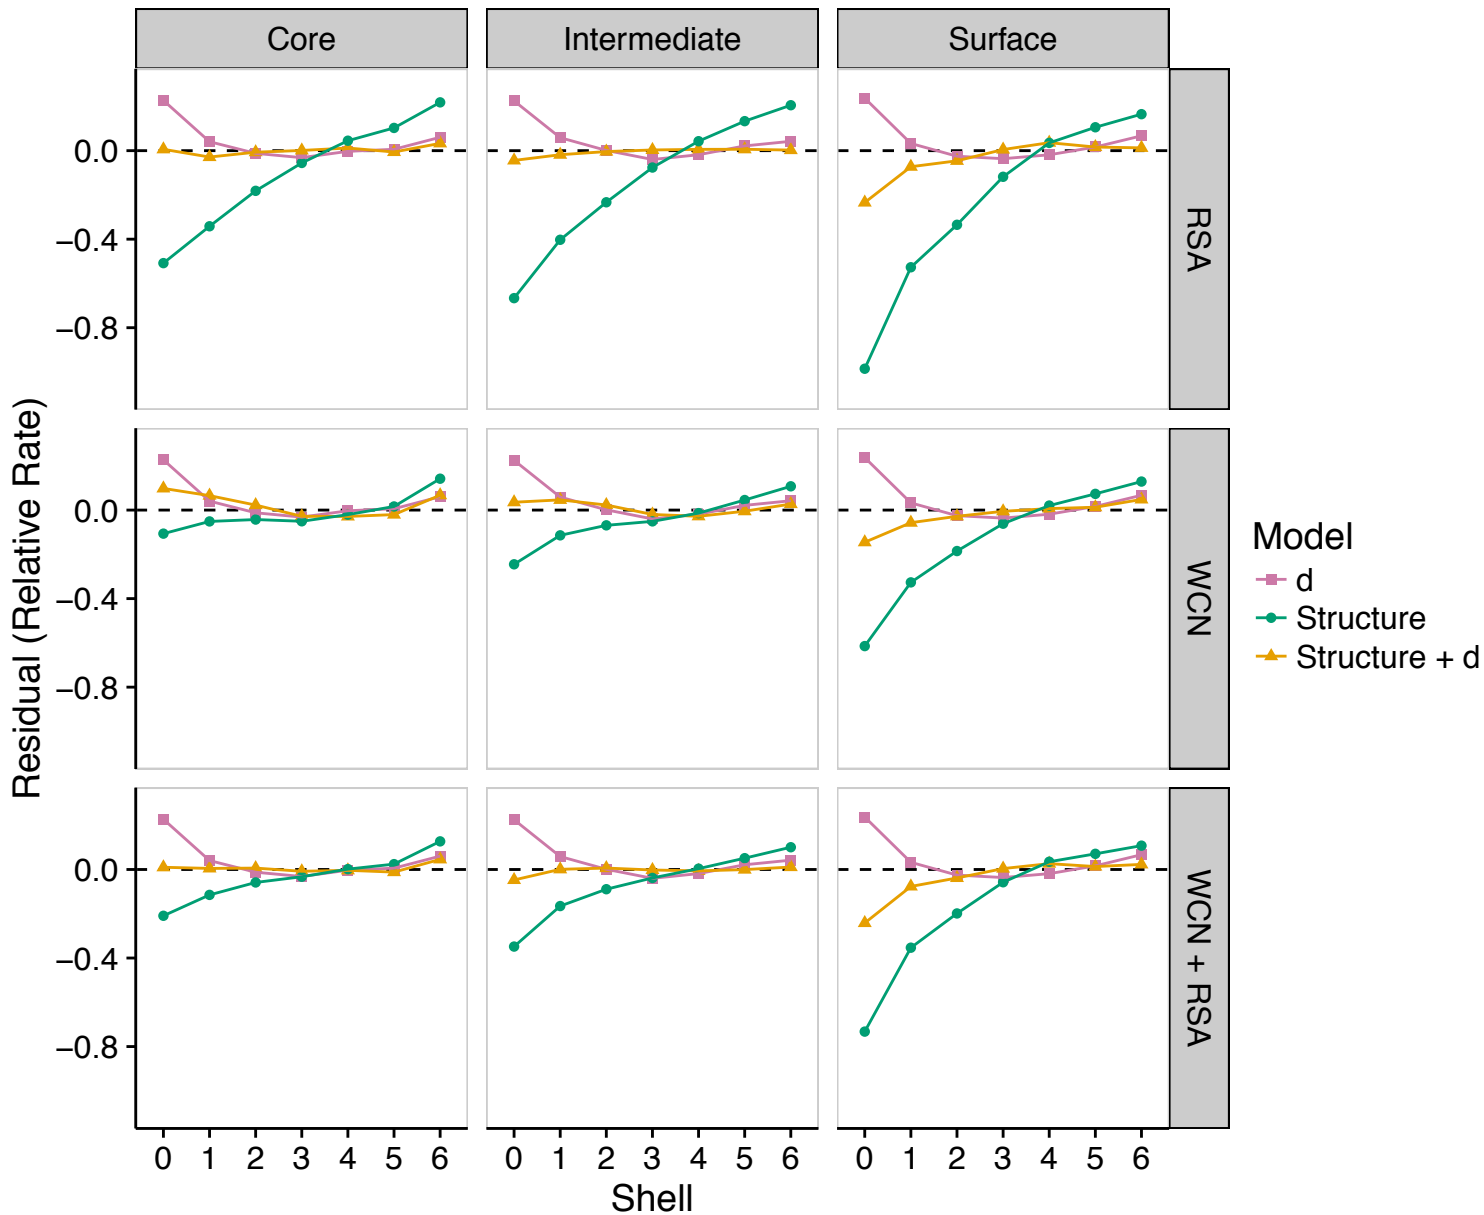 Core
Intermediate
Surface
0.0
−0.4
−0.8
RSA
0.0
−0.4
−0.8
WCN
0.0
−0.4
−0.8
WCN + RSA
0 1 2 3 4 5 6
0 1 2 3 4 5 6
0 1 2 3 4 5 6
Shell
Residual (Relative Rate)
Model
d
Structure
Structure + d